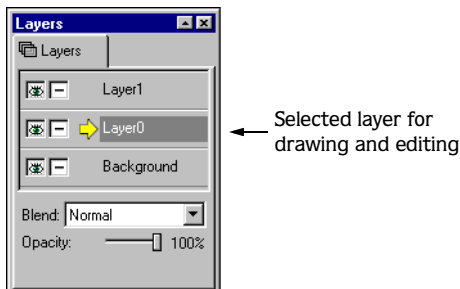 Layers
Layers
Layer1
Layer0
Background
Blend: Normal
Opacity: 100%
Selected layer for
drawing and editing